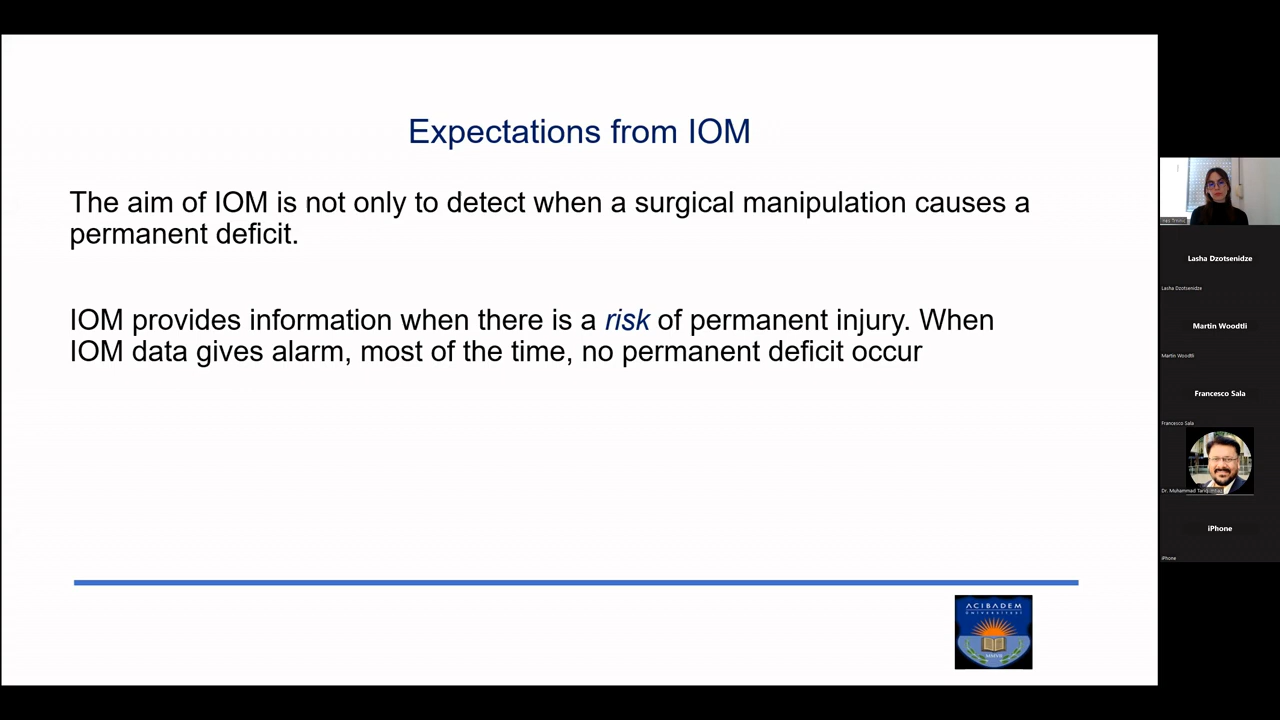 Expectations from IOM
The aim of IOM is not only to detect when a surgical manipulation causes a
permanent deficit.
IOM provides information when there is a risk of permanent injury. When
IOM data gives alarm, most of the time, no permanent deficit occur
ACIBADEM
Lasha Dzotsenidze
Lasha Dzotsenidze
Martin Woodtli
Martin Woodtli
Francesco Sala
Francesco Sala
Dr. Muhammad Tariq
iPhone
iPhone